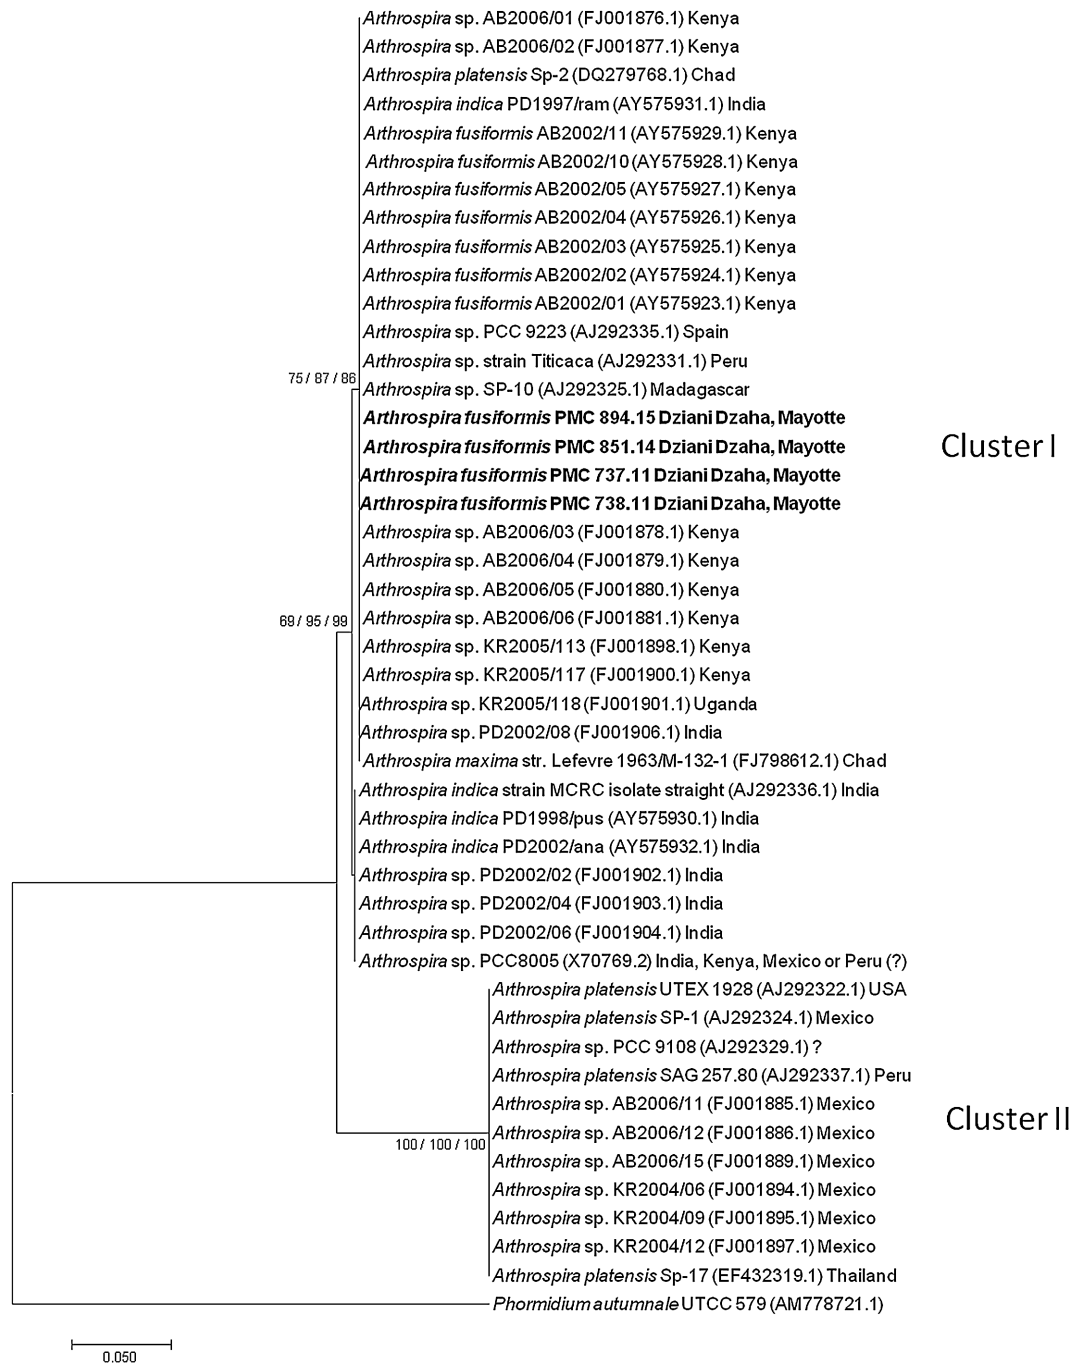 Arthrospira sp. AB2006/01 (FJ001876.1) Kenya
Arthrospira sp. AB2006/02 (FJ001877.1) Kenya
Arthrospira platensis Sp-2 (DQ279768.1) Chad
Arthrospira indica PD1997/ram (AY575931.1) India
Arthrospira fusiformis AB2002/11 (AY575929.1) Kenya
Arthrospira fusiformis AB2002/10 (AY575928.1) Kenya
Arthrospira fusiformis AB2002/05 (AY575927.1) Kenya
Arthrospira fusiformis AB2002/04 (AY575926.1) Kenya
Arthrospira fusiformis AB2002/03 (AY575925.1) Kenya
Arthrospira fusiformis AB2002/02 (AY575924.1) Kenya
Arthrospira fusiformis AB2002/01 (AY575923.1) Kenya
Arthrospira sp. PCC 9223 (AJ292335.1) Spain
Arthrospira sp. strain Titicaca (AJ292331.1) Peru
75 / 87 / 86
Arthrospira sp. SP-10 (AJ292325.1) Madagascar
Arthrospira fusiformis PMC 894.15 Dziani Dzaha, Mayotte
Arthrospira fusiformis PMC 851.14 Dziani Dzaha, Mayotte
Cluster I
Arthrospira fusiformis PMC 737.11 Dziani Dzaha, Mayotte
Arthrospira fusiformis PMC 738.11 Dziani Dzaha, Mayotte
Arthrospira sp. AB2006/03 (FJ001878.1) Kenya
Arthrospira sp. AB2006/04 (FJ001879.1) Kenya
Arthrospira sp. AB2006/05 (FJ001880.1) Kenya
Arthrospira sp. AB2006/06 (FJ001881.1) Kenya
69 / 95 / 99
Arthrospira sp. KR2005/113 (FJ001898.1) Kenya
Arthrospira sp. KR2005/117 (FJ001900.1) Kenya
Arthrospira sp. KR2005/118 (FJ001901.1) Uganda
Arthrospira sp. PD2002/08 (FJ001906.1) India
Arthrospira maxima str. Lefevre 1963/M-132-1 (FJ798612.1) Chad
Arthrospira indica strain MCRC isolate straight (AJ292336.1) India
Arthrospira indica PD1998/pus (AY575930.1) India
Arthrospira indica PD2002/ana (AY575932.1) India
Arthrospira sp. PD2002/02 (FJ001902.1) India
Arthrospira sp. PD2002/04 (FJ001903.1) India
Arthrospira sp. PD2002/06 (FJ001904.1) India
Arthrospira sp. PCC8005 (X70769.2) India, Kenya, Mexico or Peru (?)
Arthrospira platensis UTEX 1928 (AJ292322.1) USA
Arthrospira platensis SP-1 (AJ292324.1) Mexico
Arthrospira sp. PCC 9108 (AJ292329.1) ?
Arthrospira platensis SAG 257.80 (AJ292337.1) Peru
Arthrospira sp. AB2006/11 (FJ001885.1) Mexico
Cluster II
Arthrospira sp. AB2006/12 (FJ001886.1) Mexico
100 / 100 / 100
Arthrospira sp. AB2006/15 (FJ001889.1) Mexico
Arthrospira sp. KR2004/06 (FJ001894.1) Mexico
Arthrospira sp. KR2004/09 (FJ001895.1) Mexico
Arthrospira sp. KR2004/12 (FJ001897.1) Mexico
Arthrospira platensis Sp-17 (EF432319.1) Thailand
Phormidium autumnale UTCC 579 (AM778721.1)
0.050